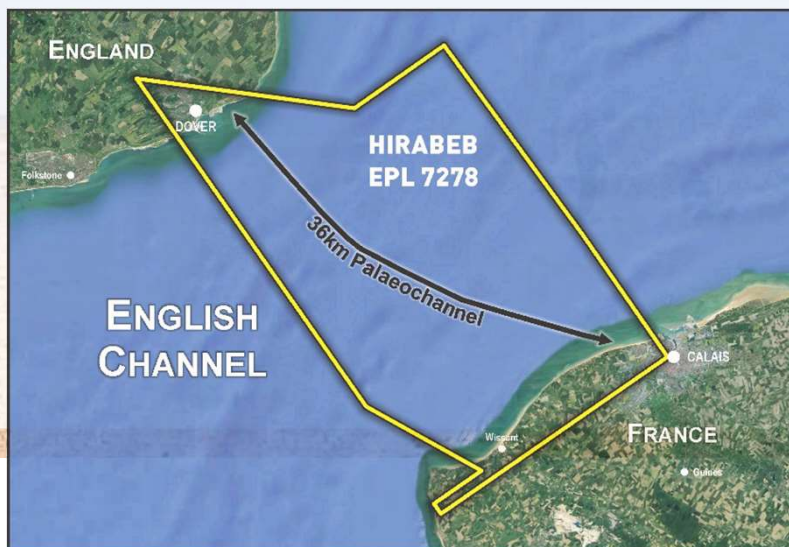 ENGLAND
DOVER
Folkstone
HIRABEB
EPL 7278
36km Palaeochannel
ENGLISH
CHANNEL
CALAIS
Wissant
FRANCE
Guines